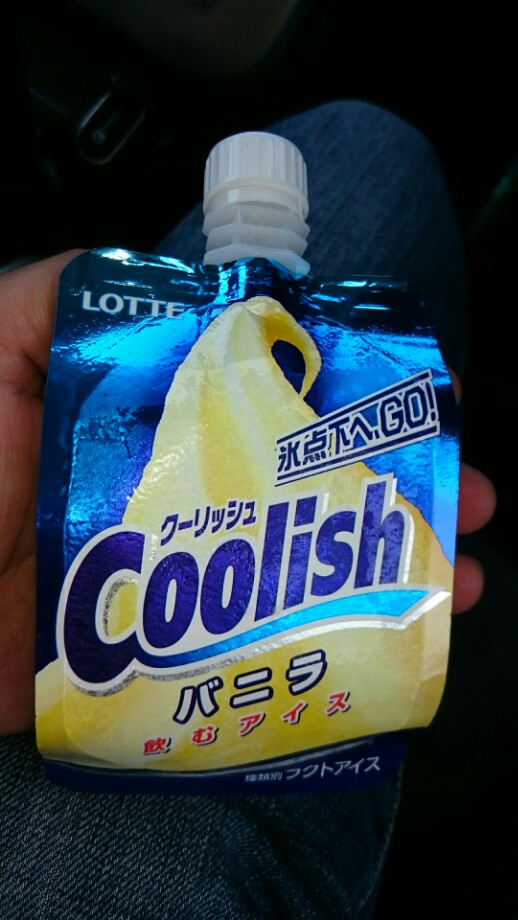 LOTTE
氷点下へGO!
クーリッシュ
Coolish
バニラ
飲むアイス
種類別 ラクトアイス